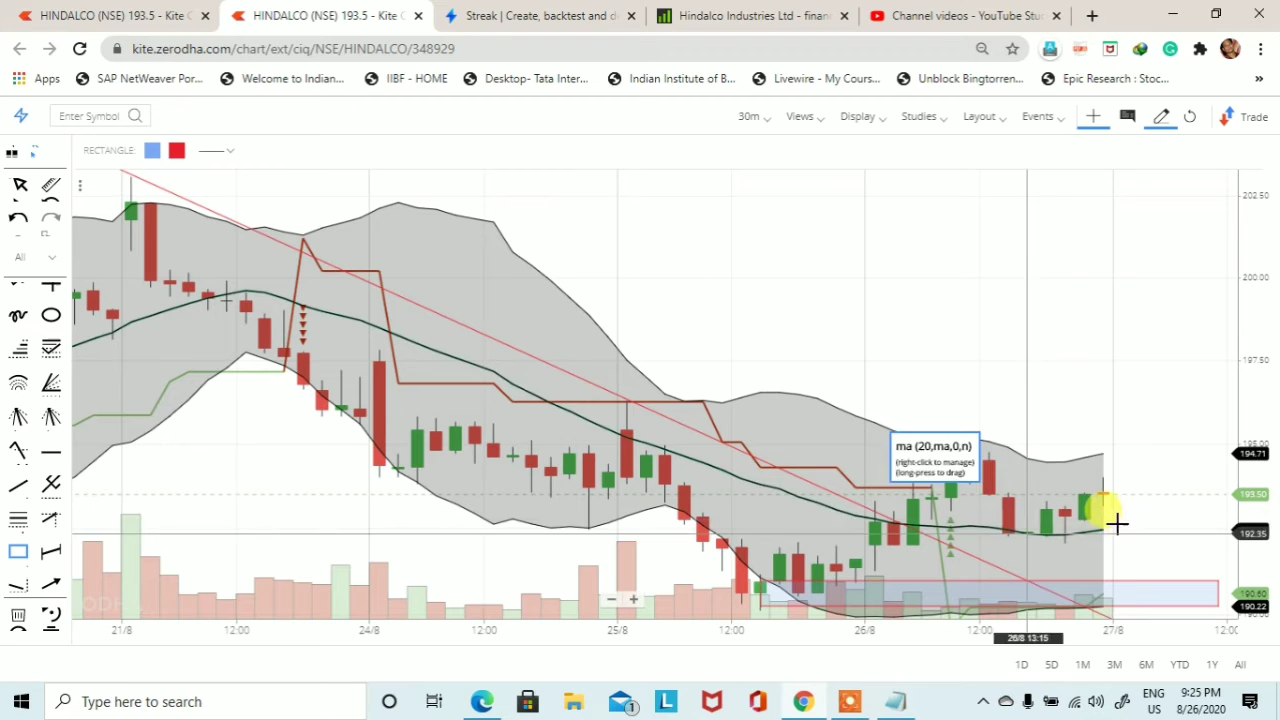 HINDALCO (NSE) 193.5 - Kite C
HINDALCO (NSE) 193.5 - Kite C
Streak | Create, backtest and d
Hindalco Industries Ltd - finan
Channel videos - YouTube Stu
kite.zerodha.com/chart/ext/ciq/NSE/HINDALCO/348929
Apps
SAP NetWeaver Por...
Welcome to Indian...
IIBF - HOME
Desktop- Tata Inter...
Indian Institute of B...
Livewire - My Cours...
Unblock Bingtorren...
Epic Research : Stoc...
»
Enter Symbol
30m
Views
Display
Studies
Layout
Events
Trade
RECTANGLE:
202.50
All
200.00
197.50
195.00
ma (20,ma,0,n)
(right-click to manage)
(long-press to drag)
194.71
193.50
192.35
190.60
190.22
21/8
12:00
24/8
12:00
25/8
12:00
26/8
12:00
27/8
26/8 13:15
1D
5D
1M
3M
6M
YTD
1Y
All
Type here to search
1
ENG
US
9:25 PM
8/26/2020